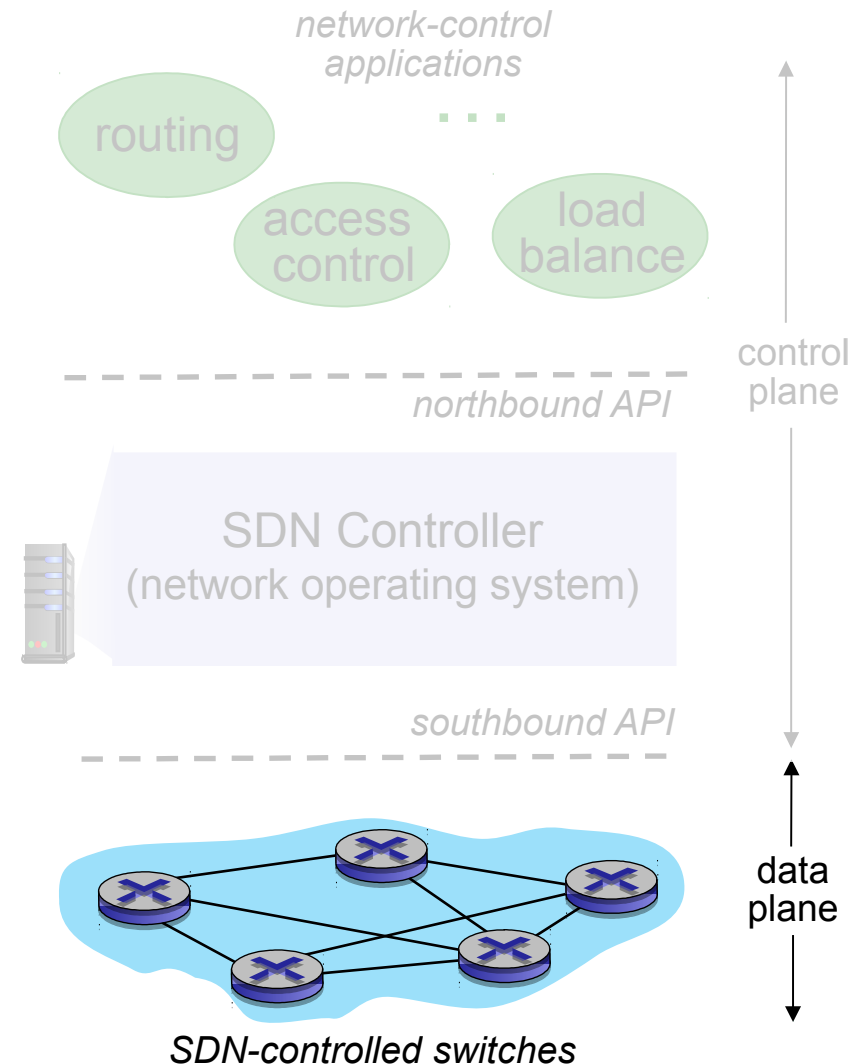 network-control
applications
routing
. . .
access
control
load
balance
control
plane
northbound API
SDN Controller
(network operating system)
southbound API
data
plane
SDN-controlled switches